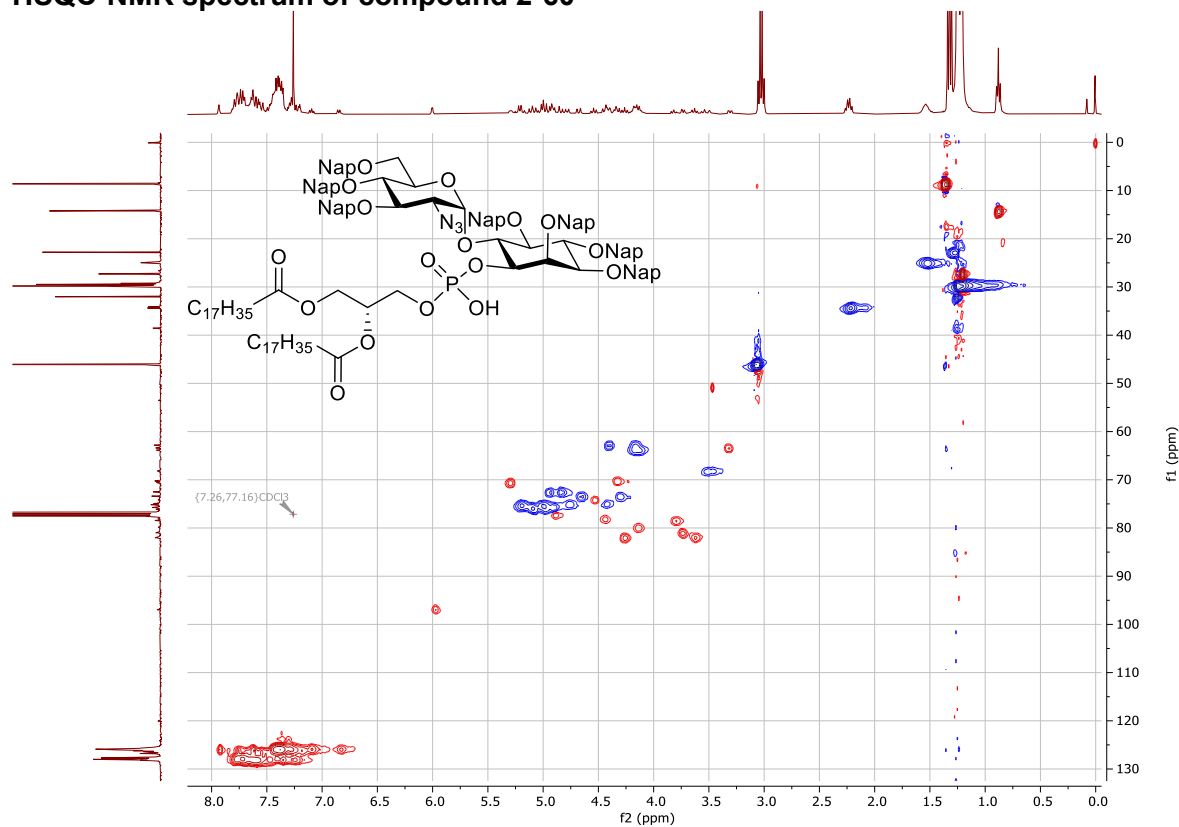 HSQC NMR spectrum of compound 2-60
NapO
O
NapO
NapO
N3
NapO
ONap
O
ONap
ONap
O
O
O
P
OH
O
O
C17H35
O
C17H35
O
{7.26,77.16}CDCl3
0
10
20
30
40
50
60
70
80
90
100
110
120
130
f1 (ppm)
8.0 7.5 7.0 6.5 6.0 5.5 5.0 4.5 4.0 3.5 3.0 2.5 2.0 1.5 1.0 0.5 0.0
f2 (ppm)